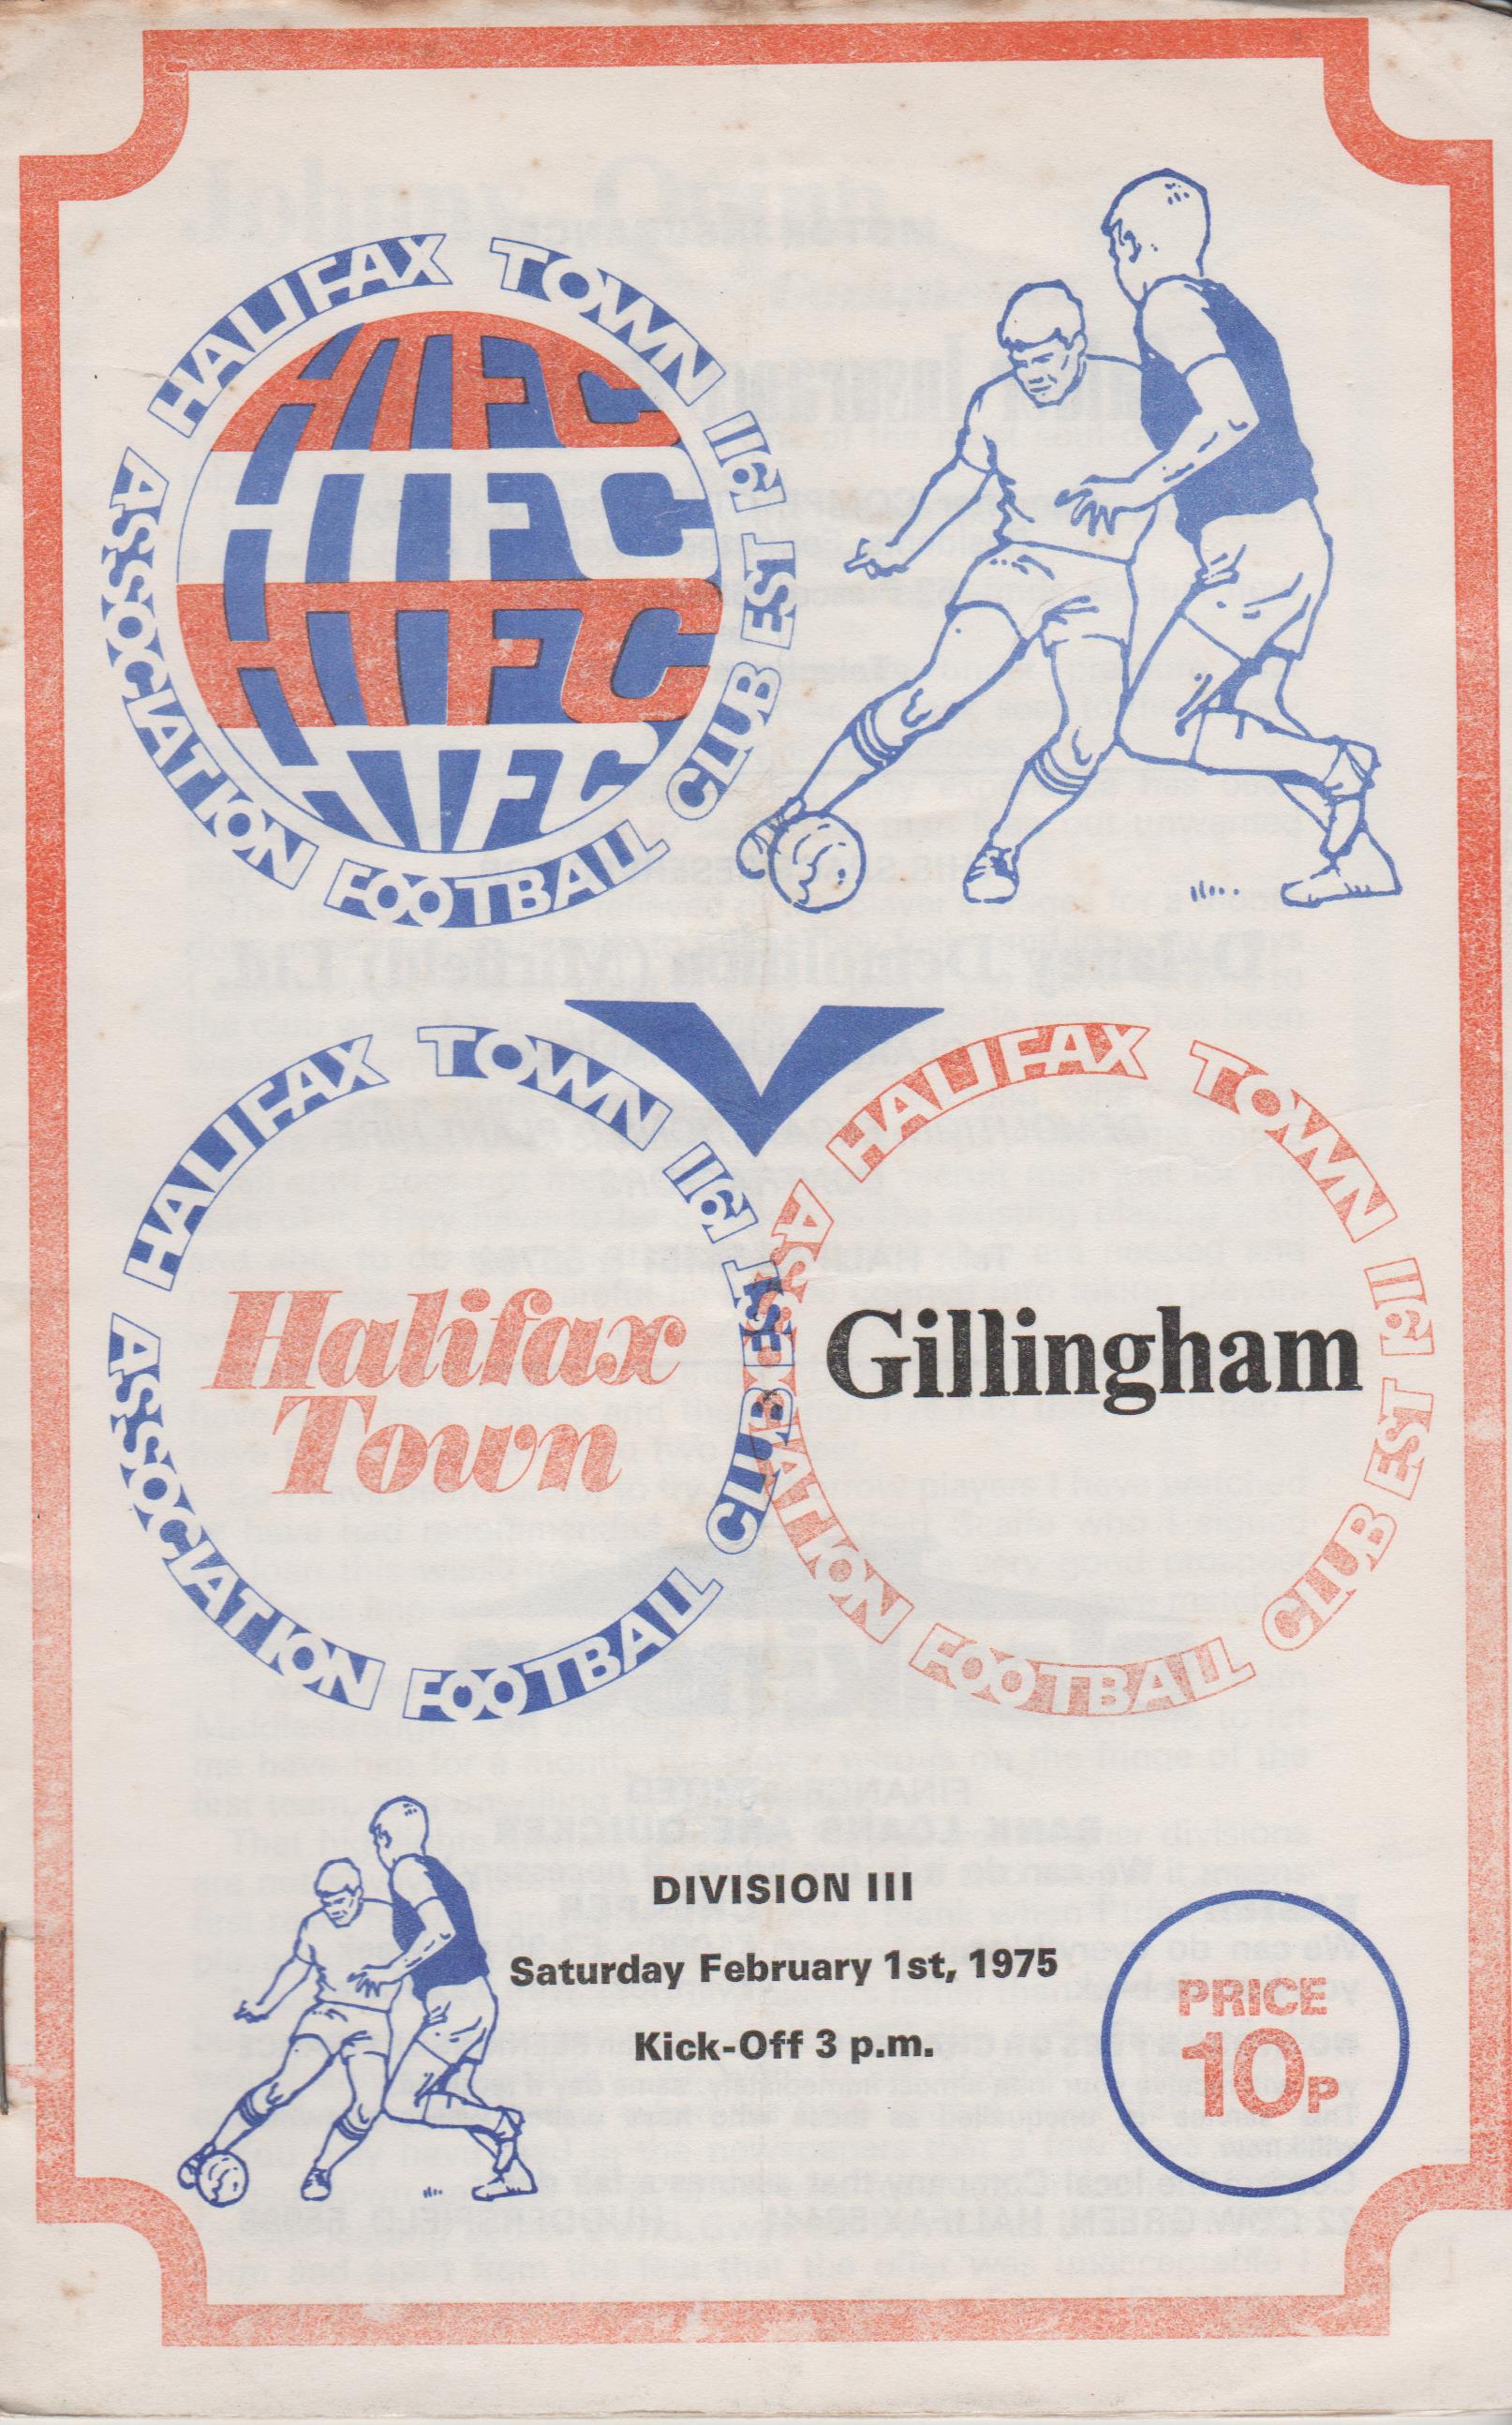 HALIFAX TOWN
ASSOCIATION FOOTBALL CLUB EST 1911
HTFC
HTFC
HTFC
HTFC
V
HALIFAX TOWN
ASSOCIATION FOOTBALL CLUB EST 1911
Halifax
Town
HALIFAX TOWN
ASSOCIATION FOOTBALL CLUB EST 1911
Gillingham
DIVISION III
Saturday February 1st, 1975
Kick-Off 3 p.m.
PRICE
10P